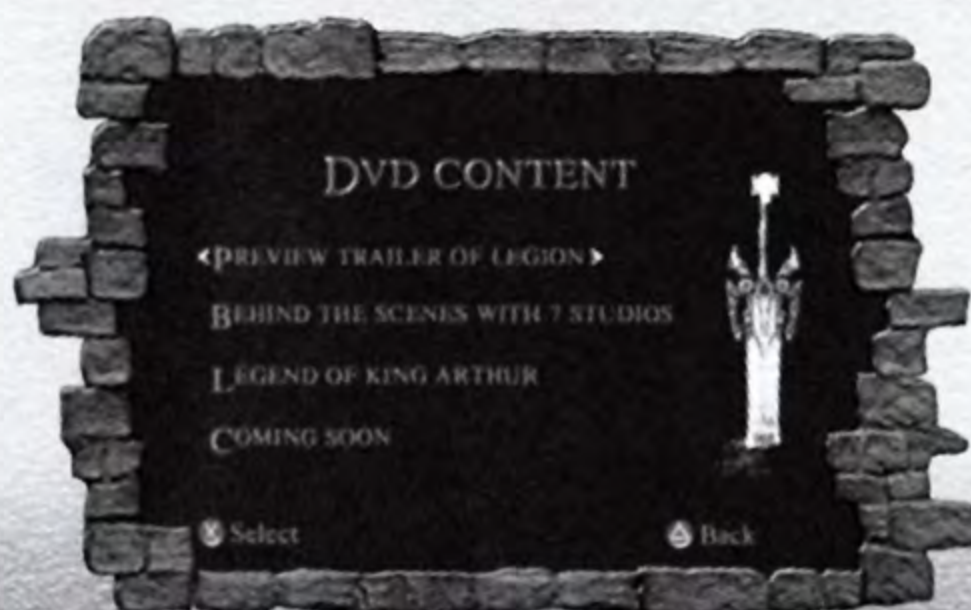 DVD CONTENT
PREVIEW TRAILER OF LEGION
BEHIND THE SCENES WITH 7 STUDIOS
LEGEND OF KING ARTHUR
COMING SOON
Select
Back